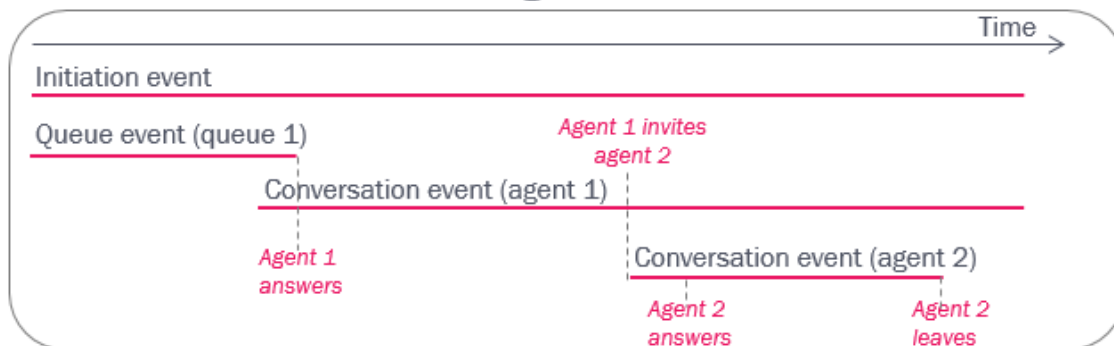 Time
Initiation event
Queue event (queue 1)
Agent 1 invites
agent 2
Conversation event (agent 1)
Agent 1
answers
Conversation event (agent 2)
Agent 2
answers
Agent 2
leaves